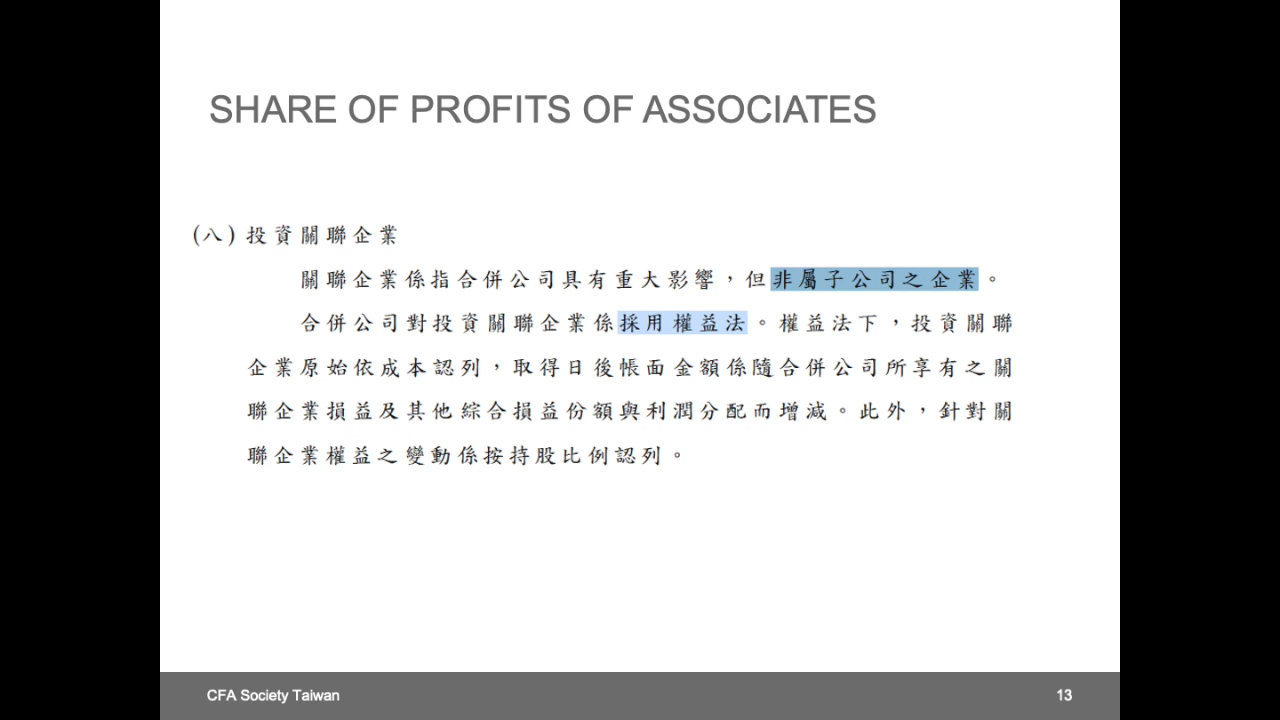 SHARE OF PROFITS OF ASSOCIATES
(八)投資關聯企業
關聯企業係指合併公司具有重大影響，但非屬子公司之企業。
合併公司對投資關聯企業係採用權益法。權益法下，投資關聯
企業原始依成本認列，取得日後帳面金額係隨合併公司所享有之關
聯企業損益及其他綜合損益份額與利潤分配而增減。此外，針對關
聯企業權益之變動係按持股比例認列。
CFA Society Taiwan
13